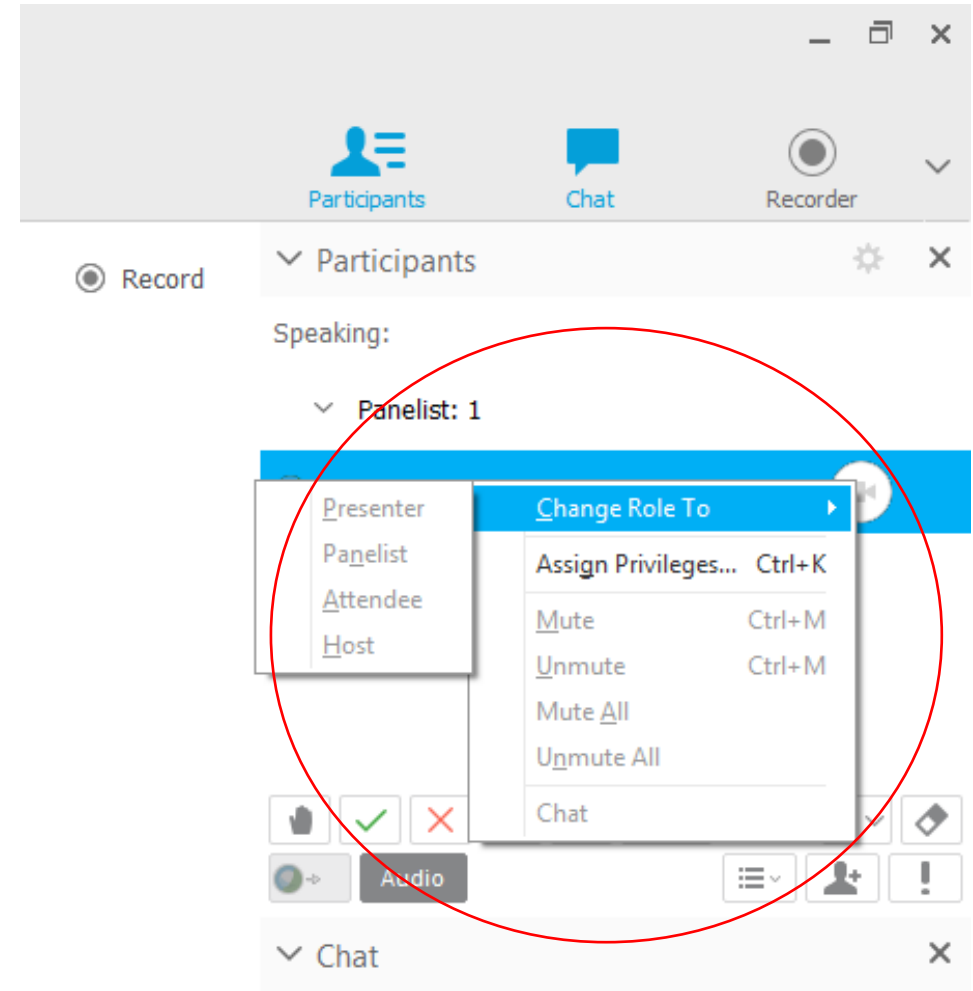 Participants
Chat
Recorder
Record
Participants
Speaking:
Panelist: 1
Presenter
Panelist
Attendee
Host
Change Role To
Assign Privileges... Ctrl+K
Mute Ctrl+M
Unmute Ctrl+M
Mute All
Unmute All
Chat
Audio
Chat